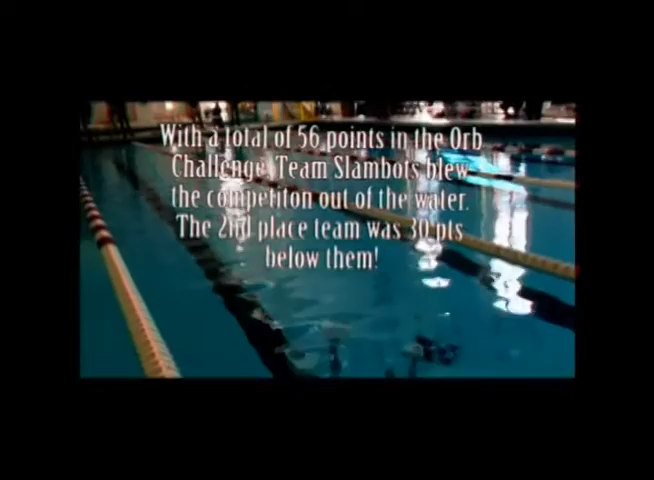 With a total of 56 points in the Orb
Challenge, Team Slambots blew
the competiton out of the water.
The 2nd place team was 30 pts
below them!